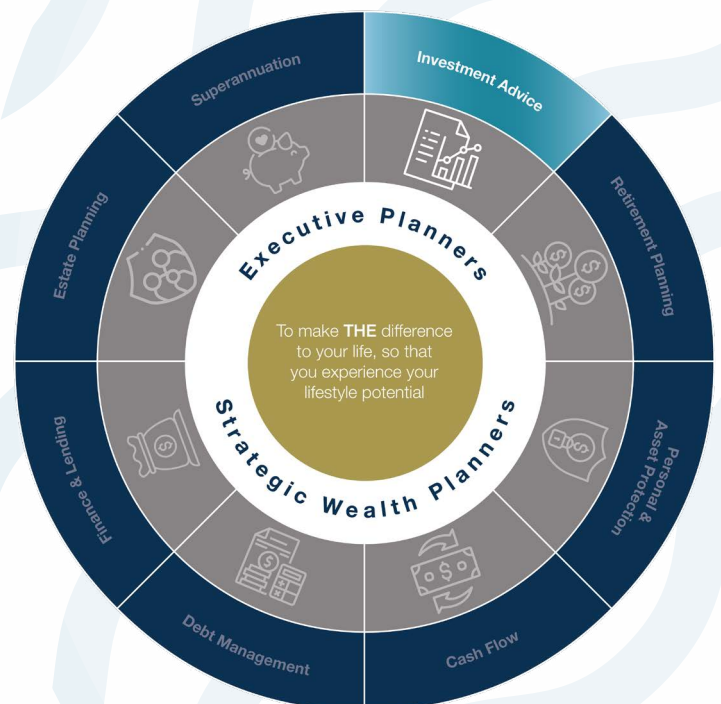 Superannuation
Investment Advice
Retirement Planning
Personal &
Asset Protection
Cash Flow
Debt Management
Finance & Lending
Estate Planning
Executive Planners
To make THE difference
to your life, so that
you experience your
lifestyle potential
Strategic Wealth Planners